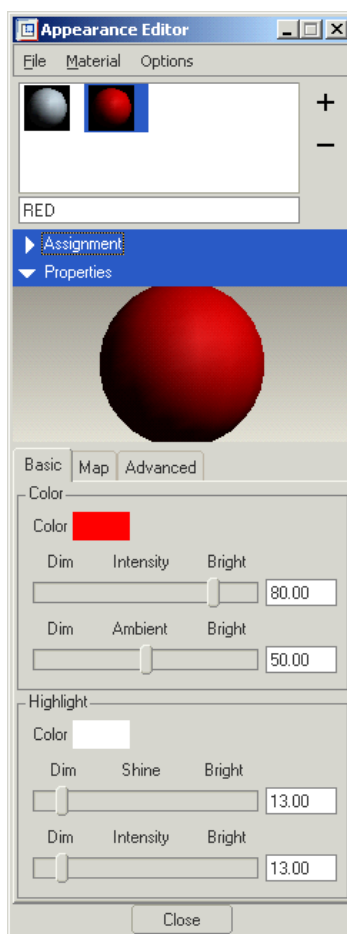 Appearance Editor
File Material Options
+
−
RED
Assignment
Properties
Basic Map Advanced
Color
Color
Dim Intensity Bright
80.00
Dim Ambient Bright
50.00
Highlight
Color
Dim Shine Bright
13.00
Dim Intensity Bright
13.00
Close